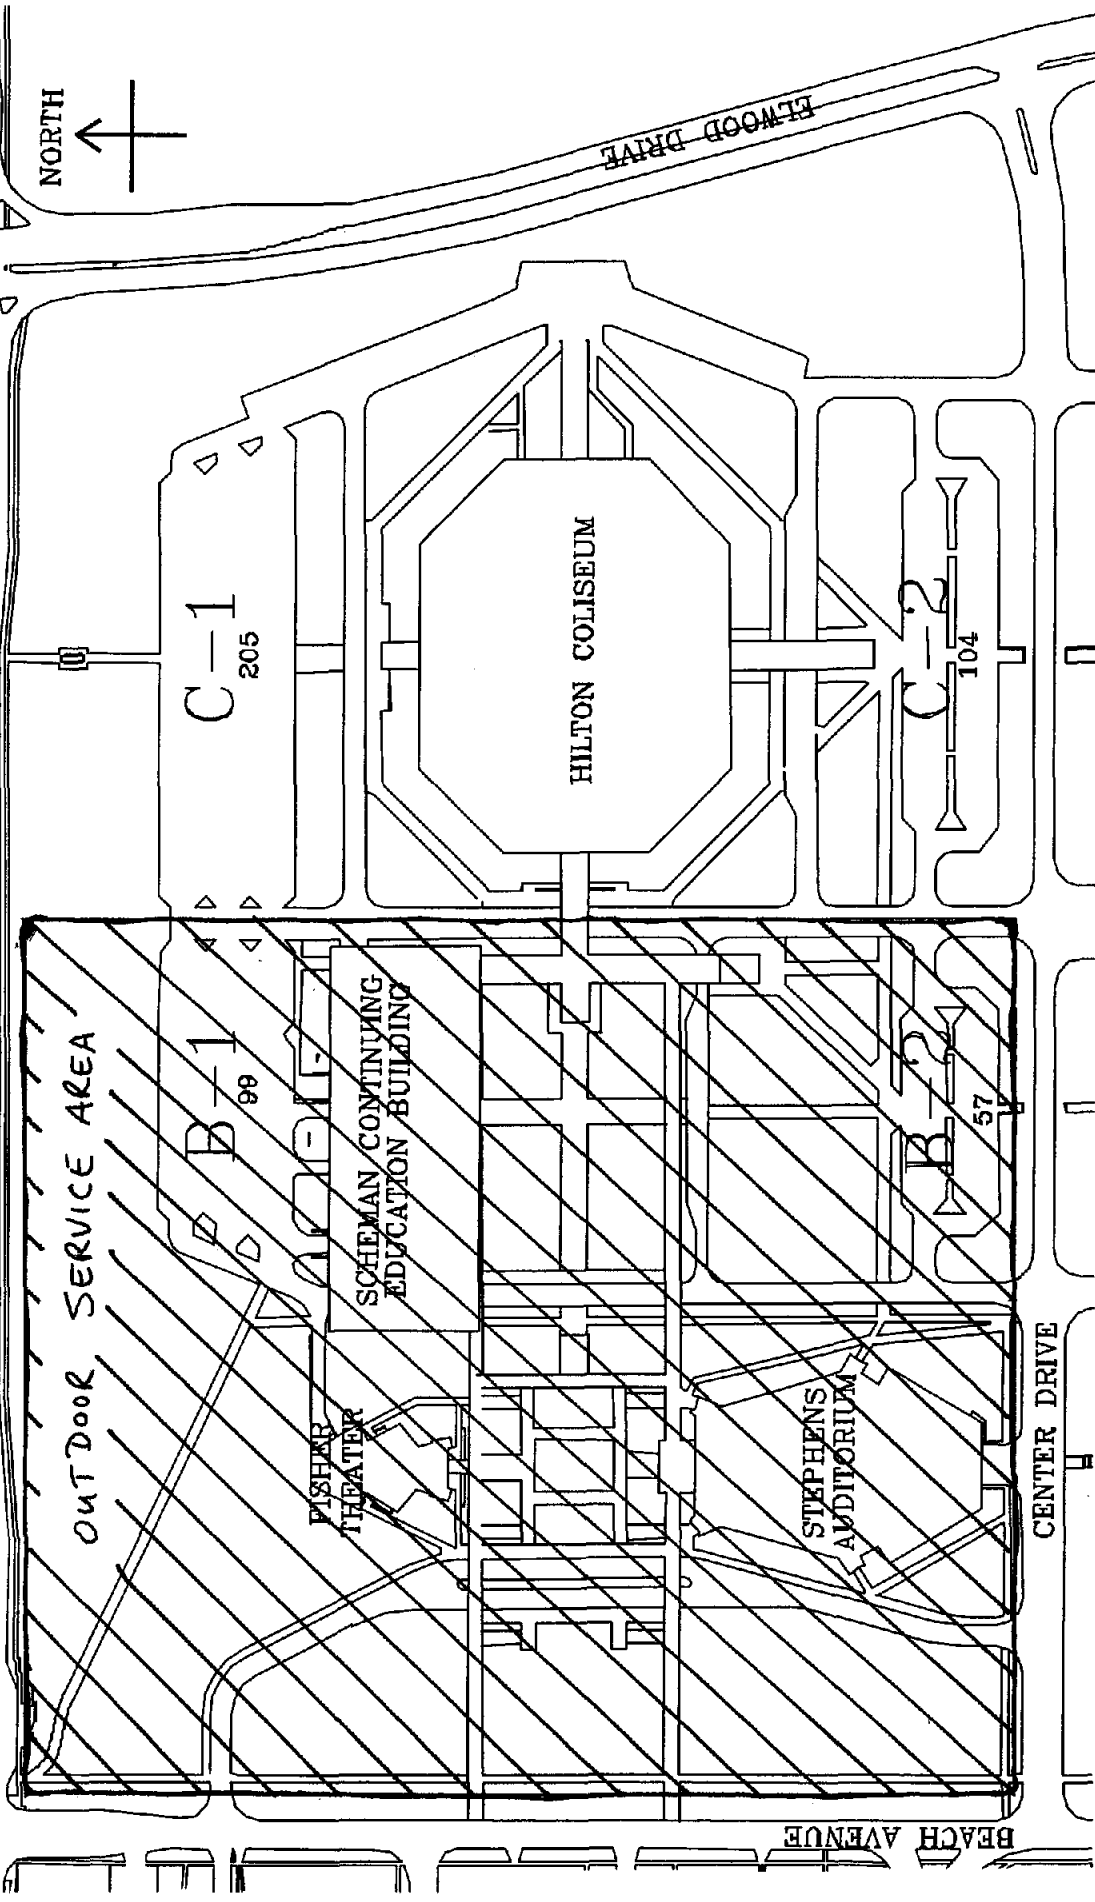 NORTH
ELWOOD DRIVE
C-1
205
HILTON COLISEUM
C-2
104
OUTDOOR SERVICE AREA
B-1
99
SCHEMAN CONTINUING
EDUCATION BUILDING
B-2
57
FISHER
THEATER
STEPHENS
AUDITORIUM
CENTER DRIVE
BEACH AVENUE